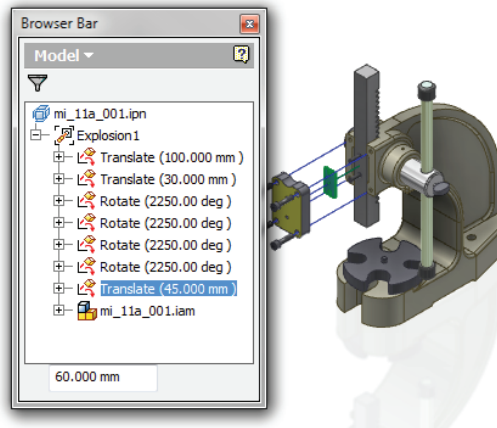 Browser Bar
Model
mi_11a_001.ipn
Explosion1
Translate (100.000 mm )
Translate (30.000 mm )
Rotate (2250.00 deg )
Rotate (2250.00 deg )
Rotate (2250.00 deg )
Rotate (2250.00 deg )
Translate (45.000 mm )
mi_11a_001.iam
60.000 mm